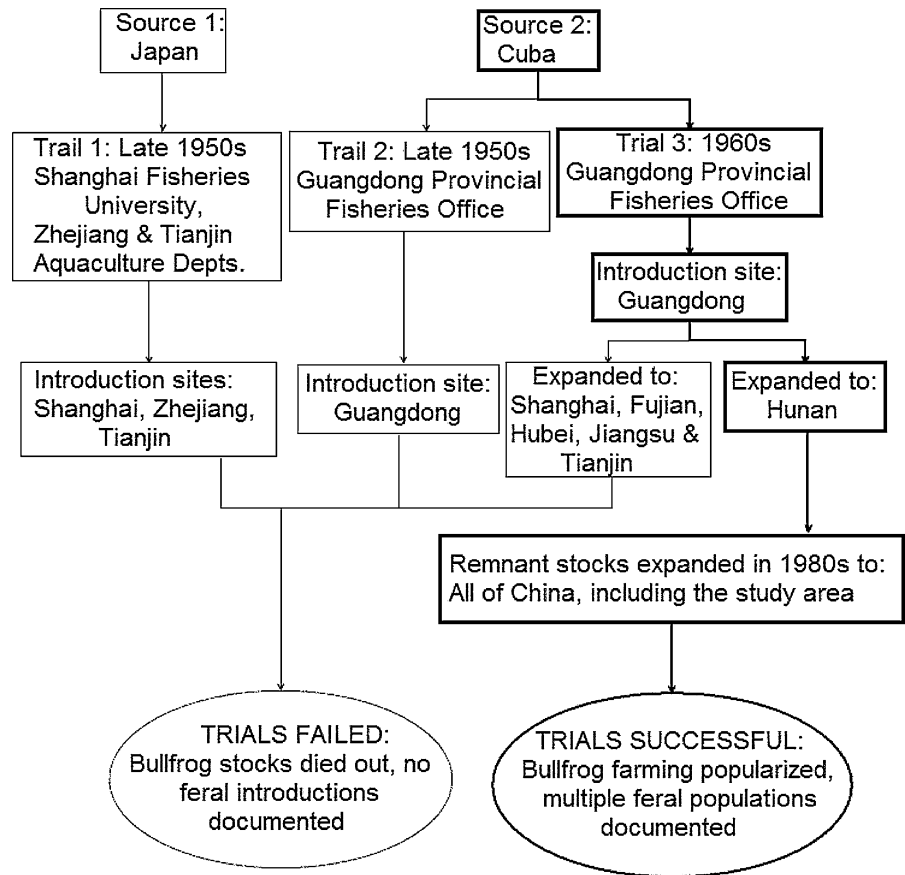 Source 1:
Japan
Source 2:
Cuba
Trail 1: Late 1950s
Shanghai Fisheries
University,
Zhejiang & Tianjin
Aquaculture Depts.
Trail 2: Late 1950s
Guangdong Provincial
Fisheries Office
Trial 3: 1960s
Guangdong Provincial
Fisheries Office
Introduction site:
Guangdong
Introduction sites:
Shanghai, Zhejiang,
Tianjin
Introduction site:
Guangdong
Expanded to:
Shanghai, Fujian,
Hubei, Jiangsu &
Tianjin
Expanded to:
Hunan
Remnant stocks expanded in 1980s to:
All of China, including the study area
TRIALS FAILED:
Bullfrog stocks died out, no
feral introductions
documented
TRIALS SUCCESSFUL:
Bullfrog farming popularized,
multiple feral populations
documented